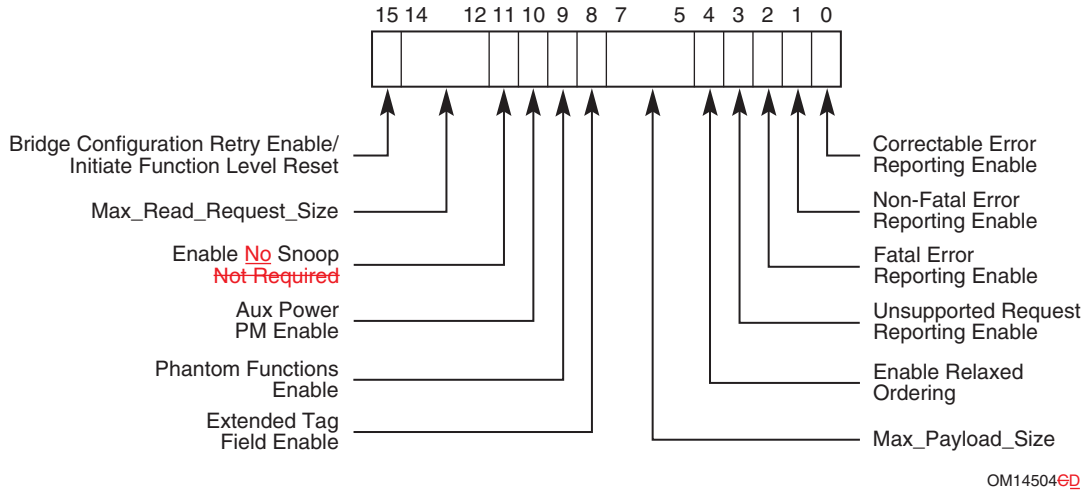 15 14 12 11 10 9 8 7 5 4 3 2 1 0
Bridge Configuration Retry Enable/
Initiate Function Level Reset
Max_Read_Request_Size
Enable No Snoop
Not Required
Aux Power
PM Enable
Phantom Functions
Enable
Extended Tag
Field Enable
Correctable Error
Reporting Enable
Non-Fatal Error
Reporting Enable
Fatal Error
Reporting Enable
Unsupported Request
Reporting Enable
Enable Relaxed
Ordering
Max_Payload_Size
OM14504CD